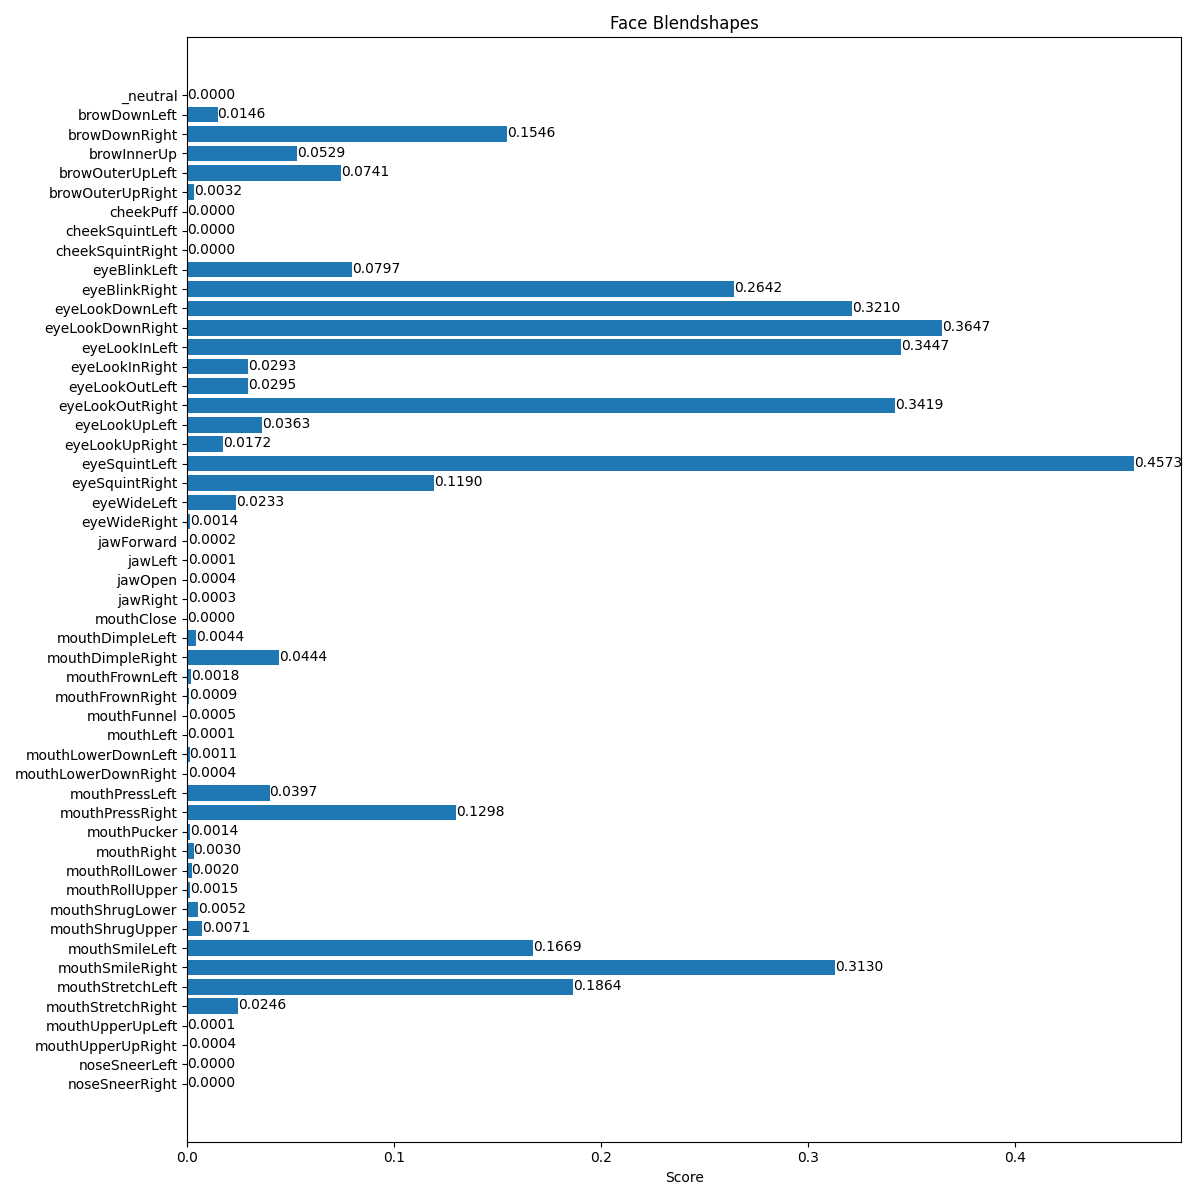 Face Blendshapes
_neutral 0.0000
browDownLeft 0.0146
browDownRight 0.1546
browInnerUp 0.0529
browOuterUpLeft 0.0741
browOuterUpRight 0.0032
cheekPuff 0.0000
cheekSquintLeft 0.0000
cheekSquintRight 0.0000
eyeBlinkLeft 0.0797
eyeBlinkRight 0.2642
eyeLookDownLeft 0.3210
eyeLookDownRight 0.3647
eyeLookInLeft 0.3447
eyeLookInRight 0.0293
eyeLookOutLeft 0.0295
eyeLookOutRight 0.3419
eyeLookUpLeft 0.0363
eyeLookUpRight 0.0172
eyeSquintLeft 0.4573
eyeSquintRight 0.1190
eyeWideLeft 0.0233
eyeWideRight 0.0014
jawForward 0.0002
jawLeft 0.0001
jawOpen 0.0004
jawRight 0.0003
mouthClose 0.0000
mouthDimpleLeft 0.0044
mouthDimpleRight 0.0444
mouthFrownLeft 0.0018
mouthFrownRight 0.0009
mouthFunnel 0.0005
mouthLeft 0.0001
mouthLowerDownLeft 0.0011
mouthLowerDownRight 0.0004
mouthPressLeft 0.0397
mouthPressRight 0.1298
mouthPucker 0.0014
mouthRight 0.0030
mouthRollLower 0.0020
mouthRollUpper 0.0015
mouthShrugLower 0.0052
mouthShrugUpper 0.0071
mouthSmileLeft 0.1669
mouthSmileRight 0.3130
mouthStretchLeft 0.1864
mouthStretchRight 0.0246
mouthUpperUpLeft 0.0001
mouthUpperUpRight 0.0004
noseSneerLeft 0.0000
noseSneerRight 0.0000
0.0 0.1 0.2 0.3 0.4
Score